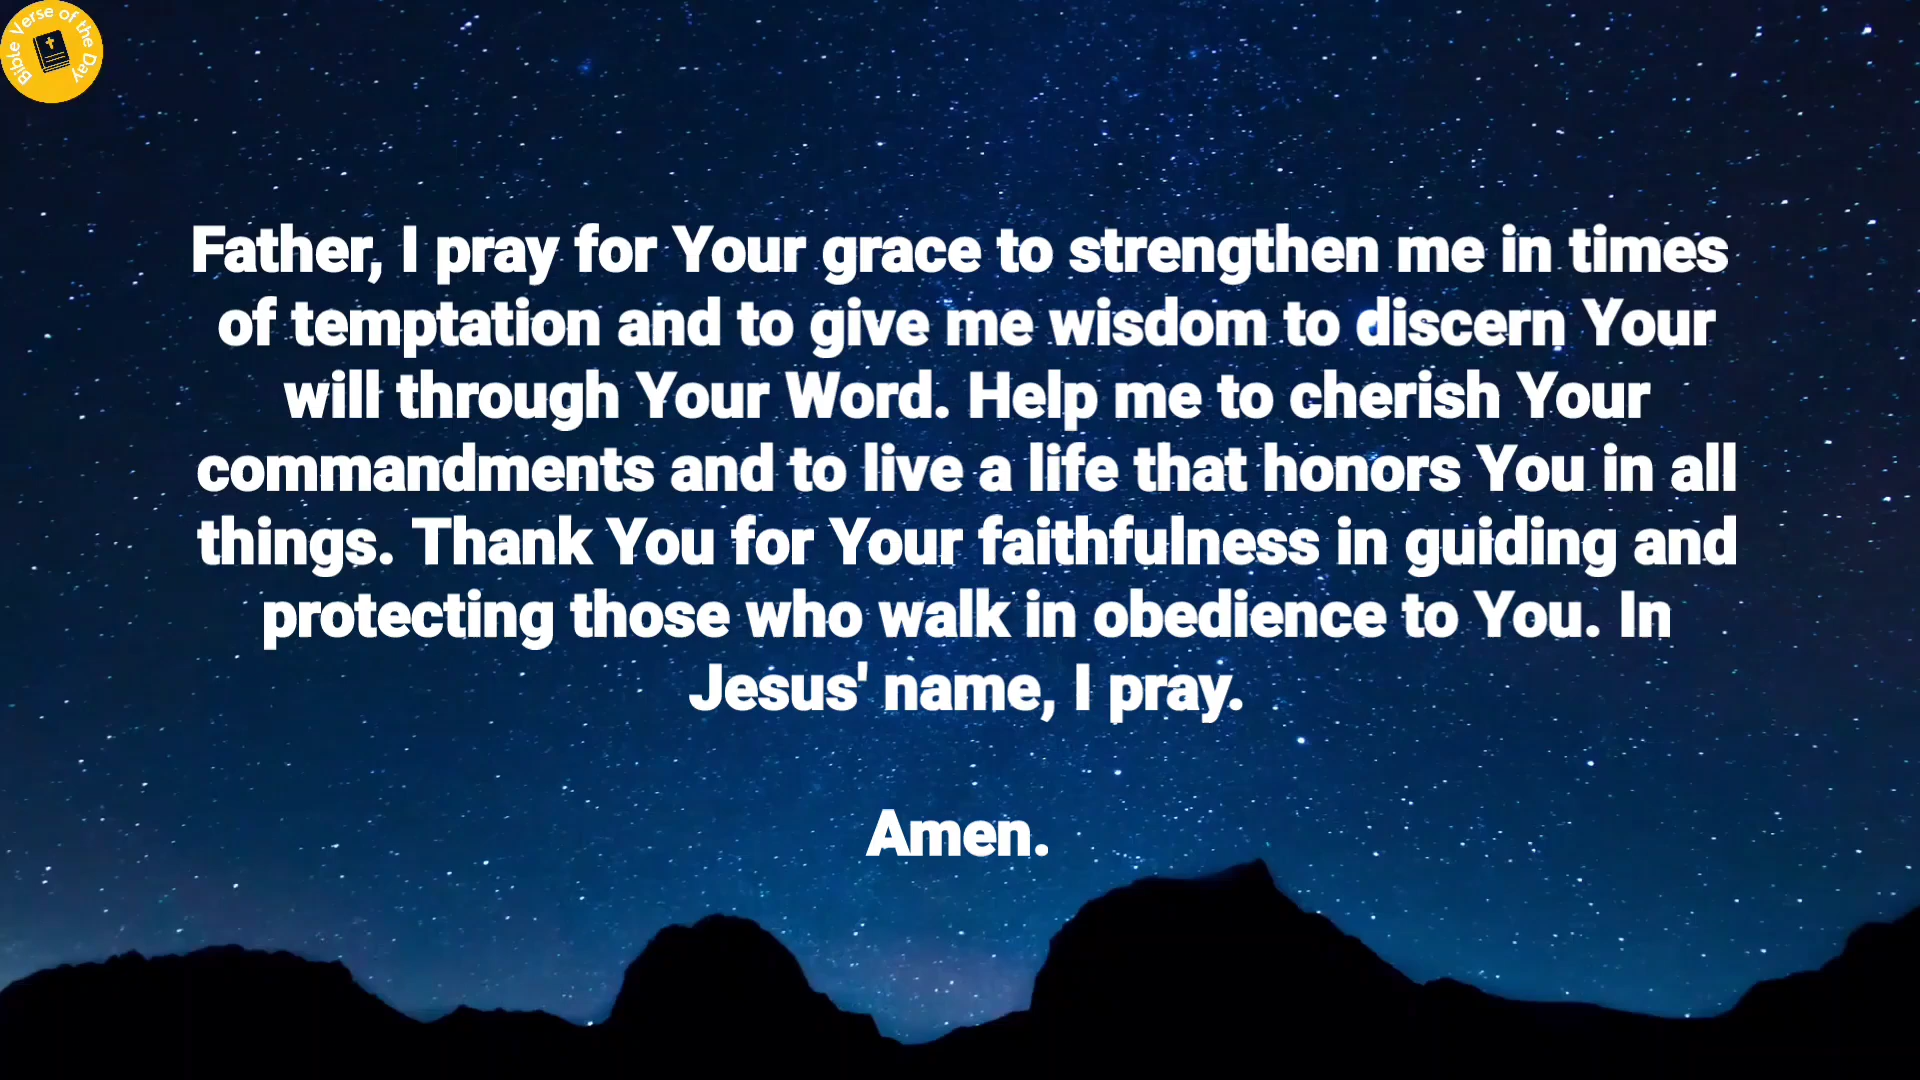 Bible Verse of the Day
Father, I pray for Your grace to strengthen me in times
of temptation and to give me wisdom to discern Your
will through Your Word. Help me to cherish Your
commandments and to live a life that honors You in all
things. Thank You for Your faithfulness in guiding and
protecting those who walk in obedience to You. In
Jesus' name, I pray.
Amen.